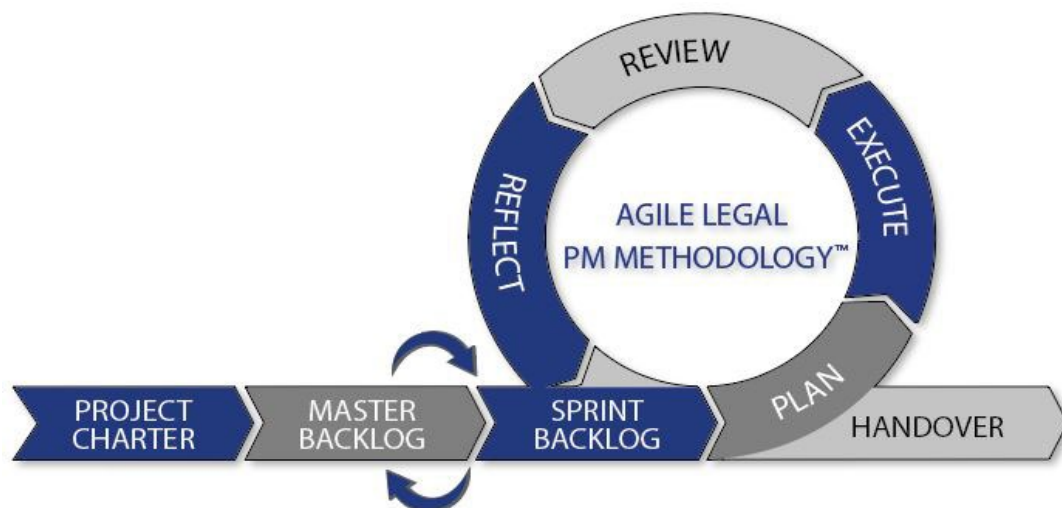 REVIEW
EXECUTE
REFLECT
AGILE LEGAL
PM METHODOLOGY™
PLAN
PROJECT
CHARTER
MASTER
BACKLOG
SPRINT
BACKLOG
HANDOVER